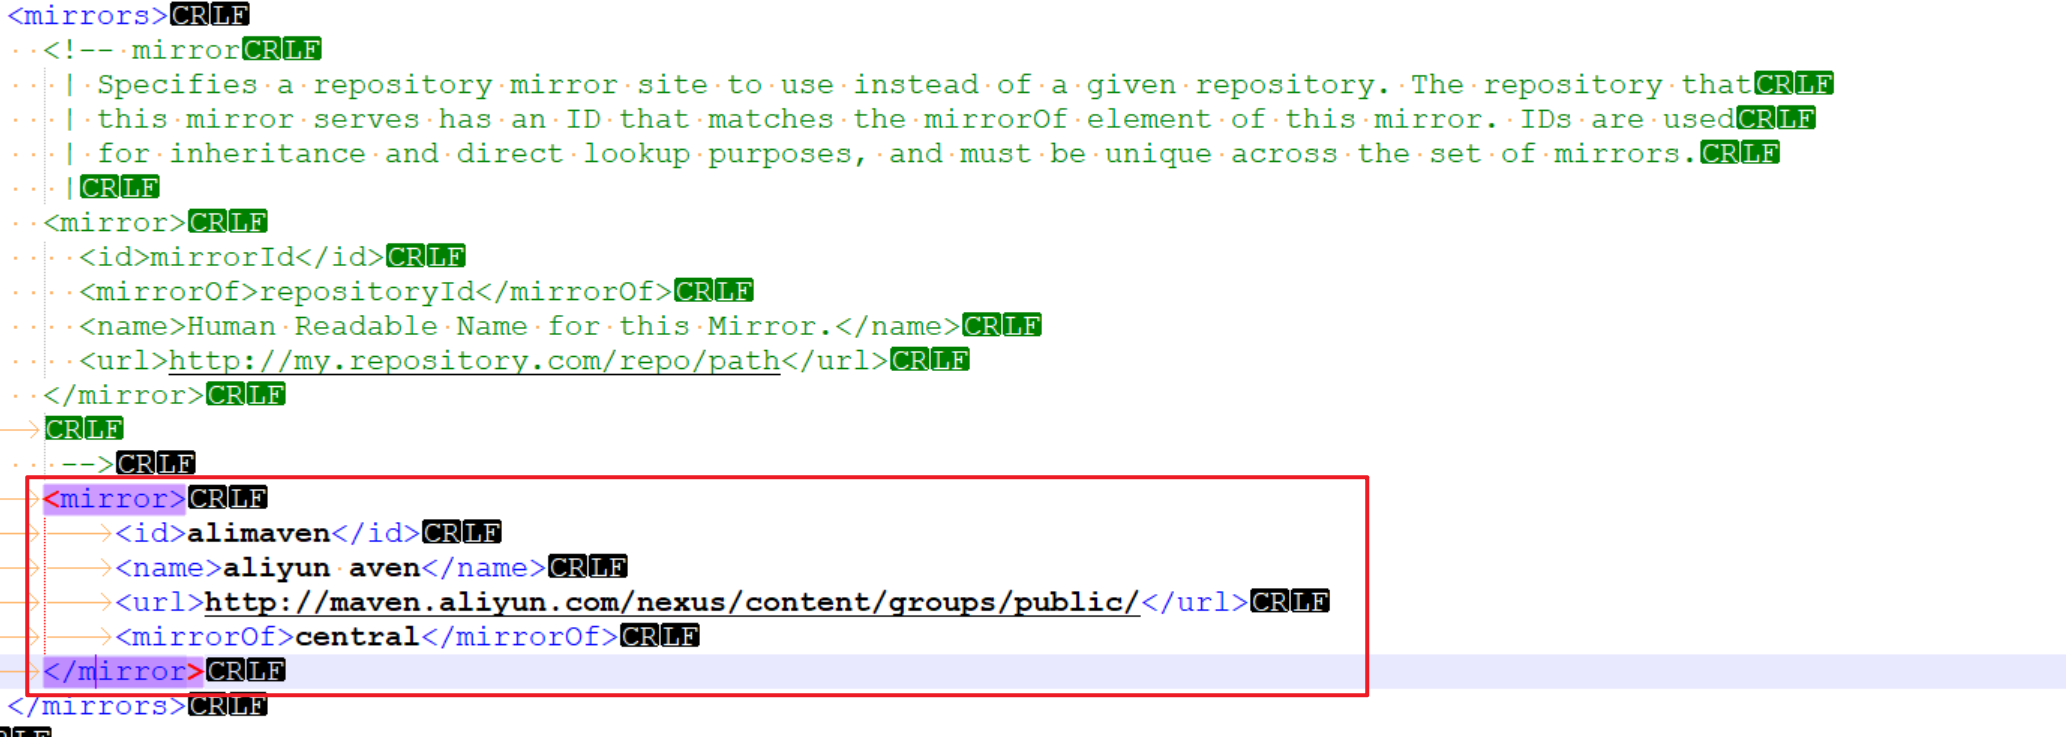 <mirrors>CRLF
<!-- mirrorCRLF
| Specifies a repository mirror site to use instead of a given repository. The repository thatCRLF
| this mirror serves has an ID that matches the mirrorOf element of this mirror. IDs are usedCRLF
| for inheritance and direct lookup purposes, and must be unique across the set of mirrors.CRLF
|CRLF
<mirror>CRLF
<id>mirrorId</id>CRLF
<mirrorOf>repositoryId</mirrorOf>CRLF
<name>Human Readable Name for this Mirror.</name>CRLF
<url>http://my.repository.com/repo/path</url>CRLF
</mirror>CRLF
CRLF
-->CRLF
<mirror>CRLF
<id>alimaven</id>CRLF
<name>aliyun aven</name>CRLF
<url>http://maven.aliyun.com/nexus/content/groups/public/</url>CRLF
<mirrorOf>central</mirrorOf>CRLF
</mirror>CRLF
</mirrors>CRLF
CRLF